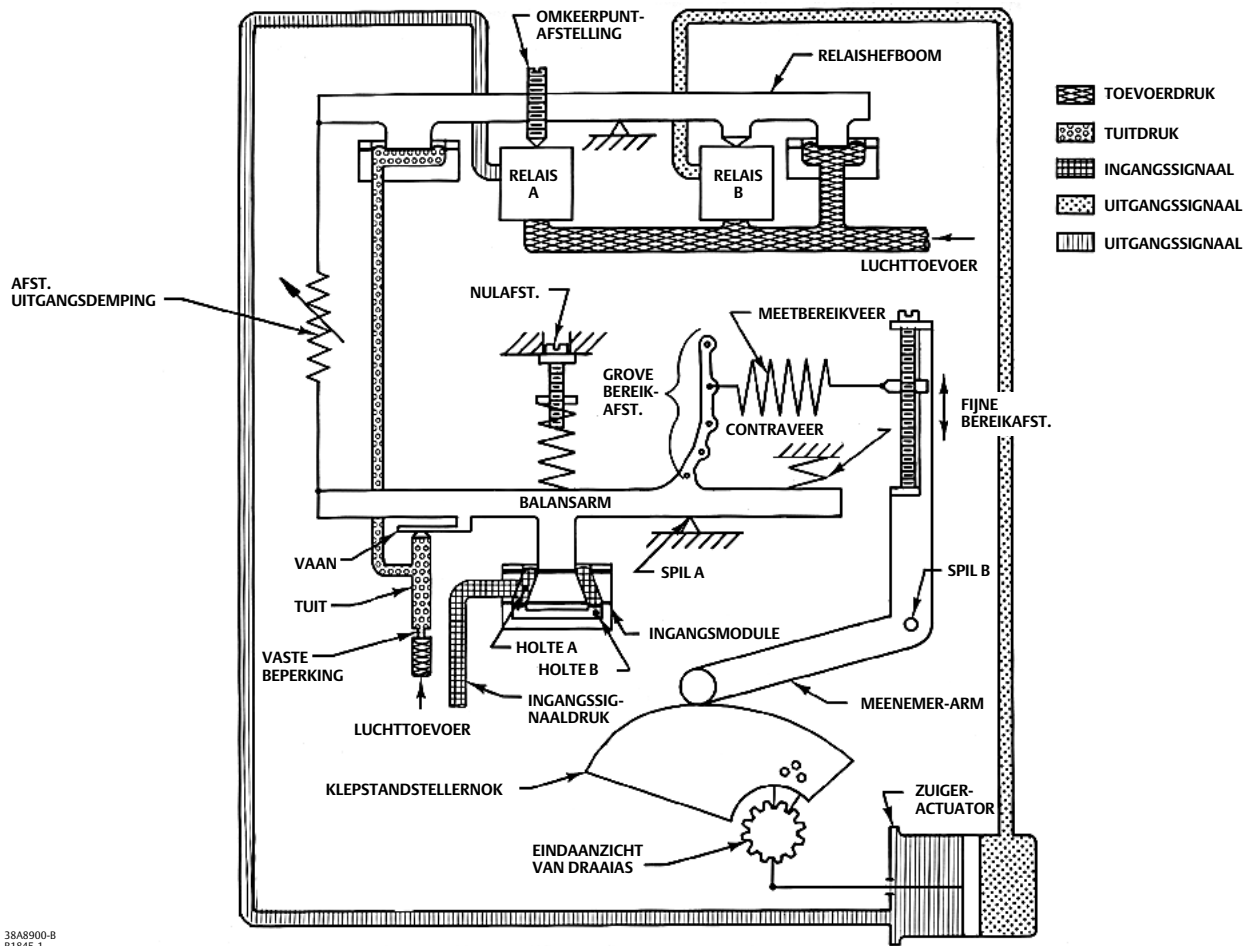 OMKEERPUNT-
AFSTELLING
RELAISHEFBOOM
TOEVOERDRUK
TUITDRUK
INGANGSSIGNAAL
UITGANGSSIGNAAL
UITGANGSSIGNAAL
RELAIS
A
RELAIS
B
LUCHTTOEVOER
AFST.
UITGANGSDEMPING
NULAFST.
MEETBEREIKVEER
GROVE
BEREIK-
AFST.
CONTRAVEER
FIJNE
BEREIKAFST.
BALANSARM
VAAN
SPIL A
SPIL B
TUIT
INGANGSMODULE
VASTE
BEPERKING
HOLTE A
HOLTE B
LUCHTTOEVOER
INGANGSSIG-
NAALDRUK
MEENEMER-ARM
KLEPSTANDSTELLERNOK
ZUIGER-
ACTUATOR
EINDAANZICHT
VAN DRAAIAS
38A8900-B